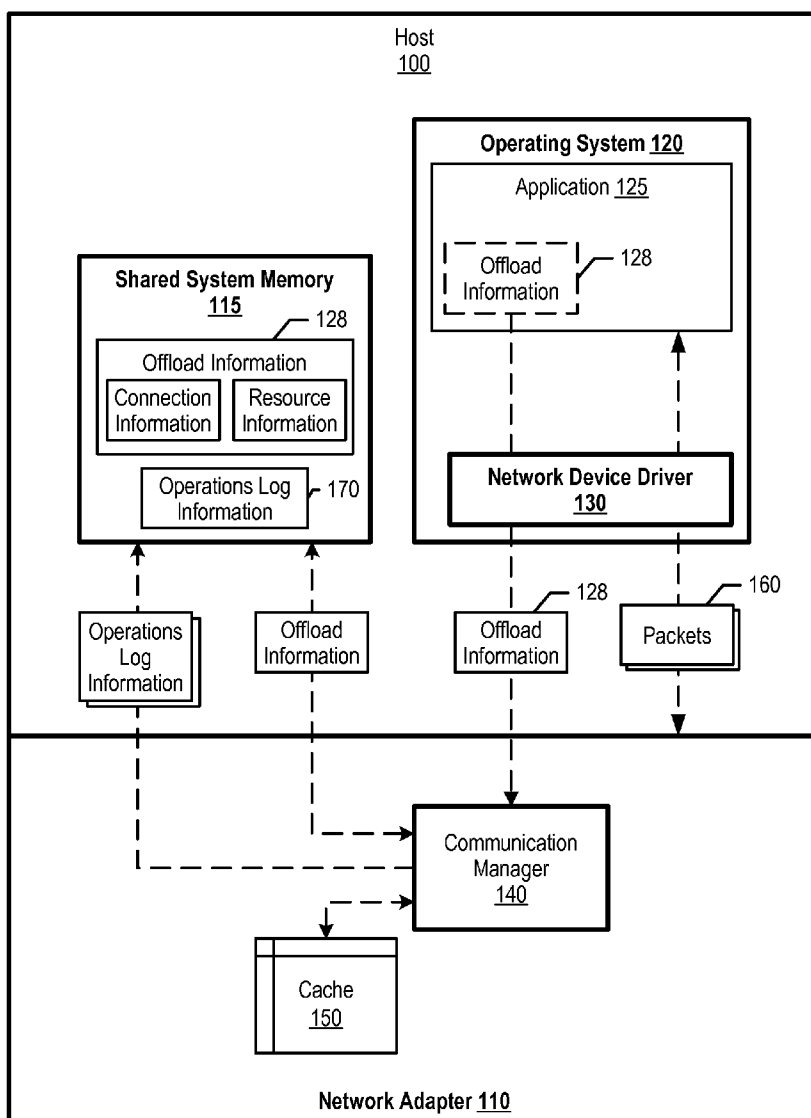 Host
100
Operating System 120
Application 125
Offload
Information
128
Shared System Memory
115
128
Offload Information
Connection
Information
Resource
Information
Operations Log
Information
170
Network Device Driver
130
Operations
Log
Information
Offload
Information
128
Offload
Information
160
Packets
Communication
Manager
140
Cache
150
Network Adapter 110